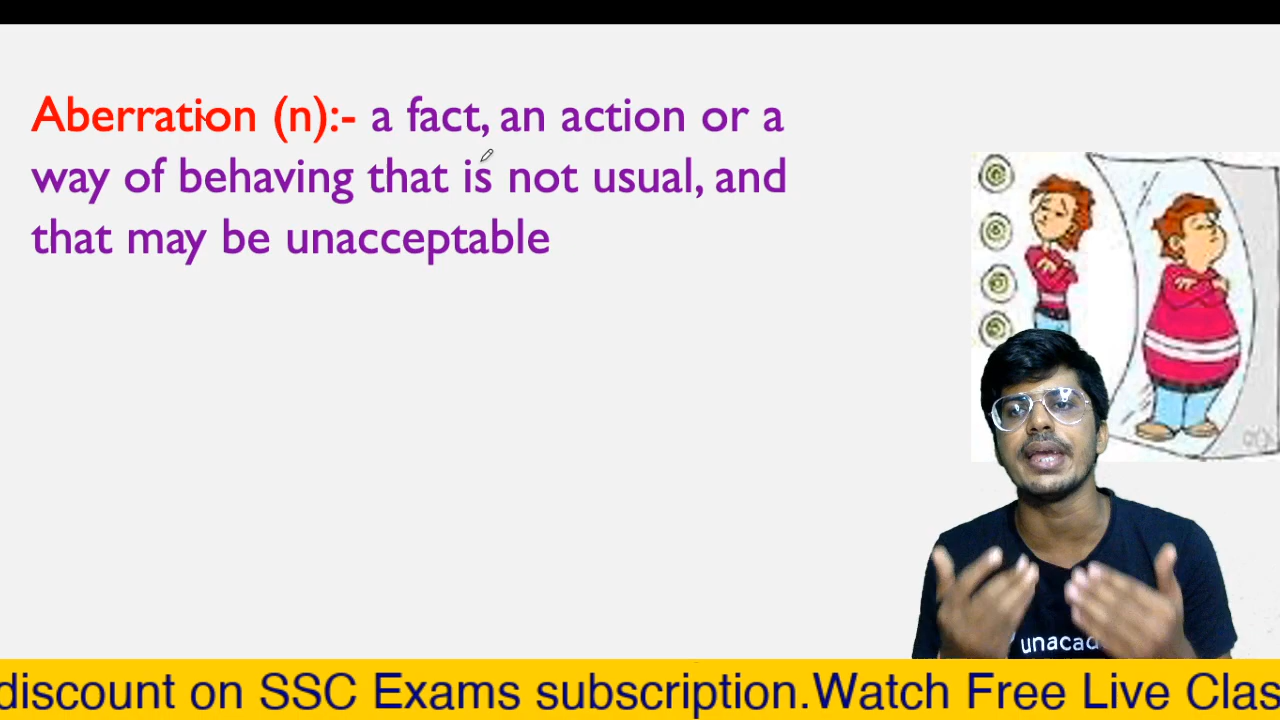 Aberration (n):- a fact, an action or a
way of behaving that is not usual, and
that may be unacceptable
unacad
discount on SSC Exams subscription.Watch Free Live Clas